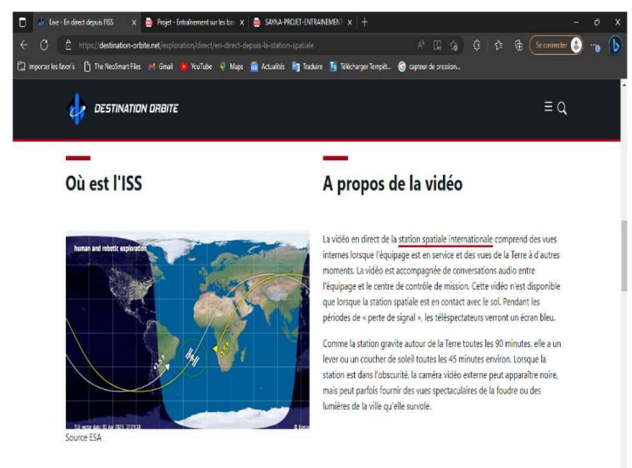 Live - En direct depuis l'ISS
Projet - Entraînement sur les bon
SAYNA-PROJET-ENTRAINEMENT
https://destination-orbite.net/exploration/direct/en-direct-depuis-la-station-spatiale
Se connecter
Importer les favoris
The NeoSmart Files
Gmail
YouTube
Maps
Actualités
Traduire
Télécharger Tempêt...
capteur de pression...
DESTINATION ORBITE
Où est l'ISS
human and robotic exploration
Source ESA
A propos de la vidéo
La vidéo en direct de la station spatiale internationale comprend des vues
internes lorsque l'équipage est en service et des vues de la Terre à d'autres
moments. La vidéo est accompagnée de conversations audio entre
l'équipage et le centre de contrôle de mission. Cette vidéo n'est disponible
que lorsque la station spatiale est en contact avec le sol. Pendant les
périodes de « perte de signal », les téléspectateurs verront un écran bleu.
Comme la station gravite autour de la Terre toutes les 90 minutes, elle a un
lever ou un coucher de soleil toutes les 45 minutes environ. Lorsque la
station est dans l'obscurité, la caméra vidéo externe peut apparaître noire,
mais peut parfois fournir des vues spectaculaires de la foudre ou des
lumières de la ville qu'elle survole.